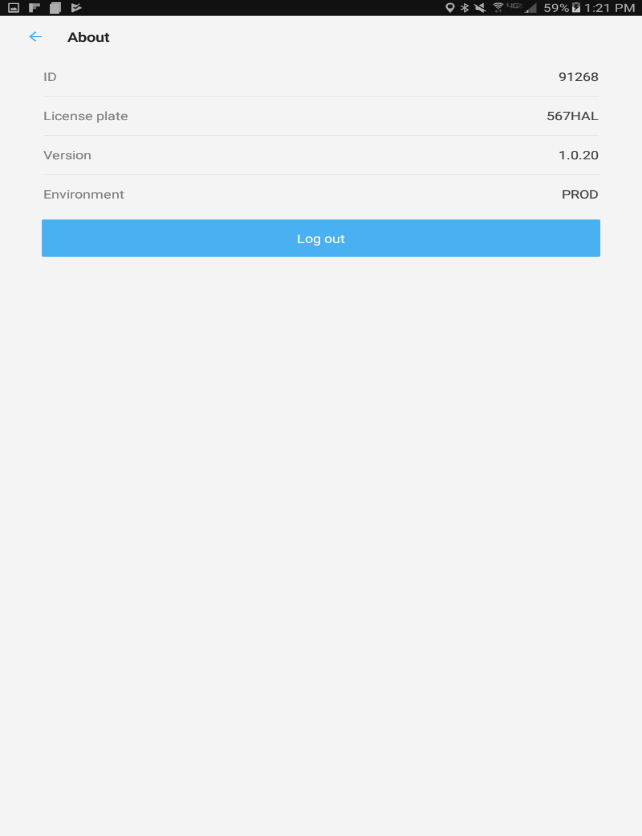 59% 1:21 PM
About
ID 91268
License plate 567HAL
Version 1.0.20
Environment PROD
Log out